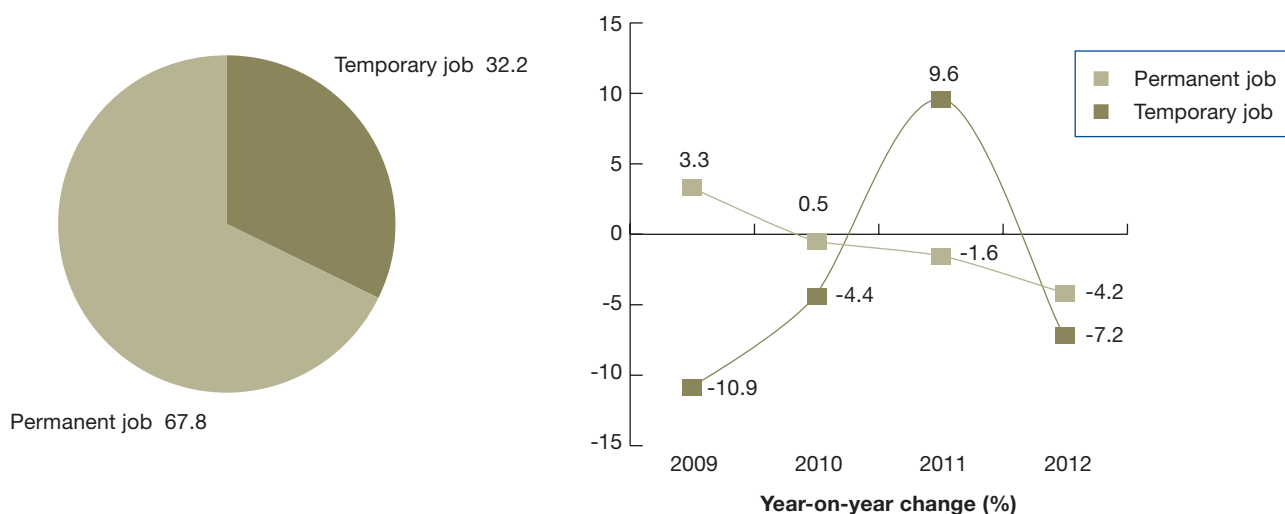 Temporary job 32.2
Permanent job 67.8
15
10
5
0
-5
-10
-15
3.3
0.5
-1.6
-4.2
-10.9
-4.4
9.6
-7.2
2009 2010 2011 2012
Year-on-year change (%)
Permanent job
Temporary job